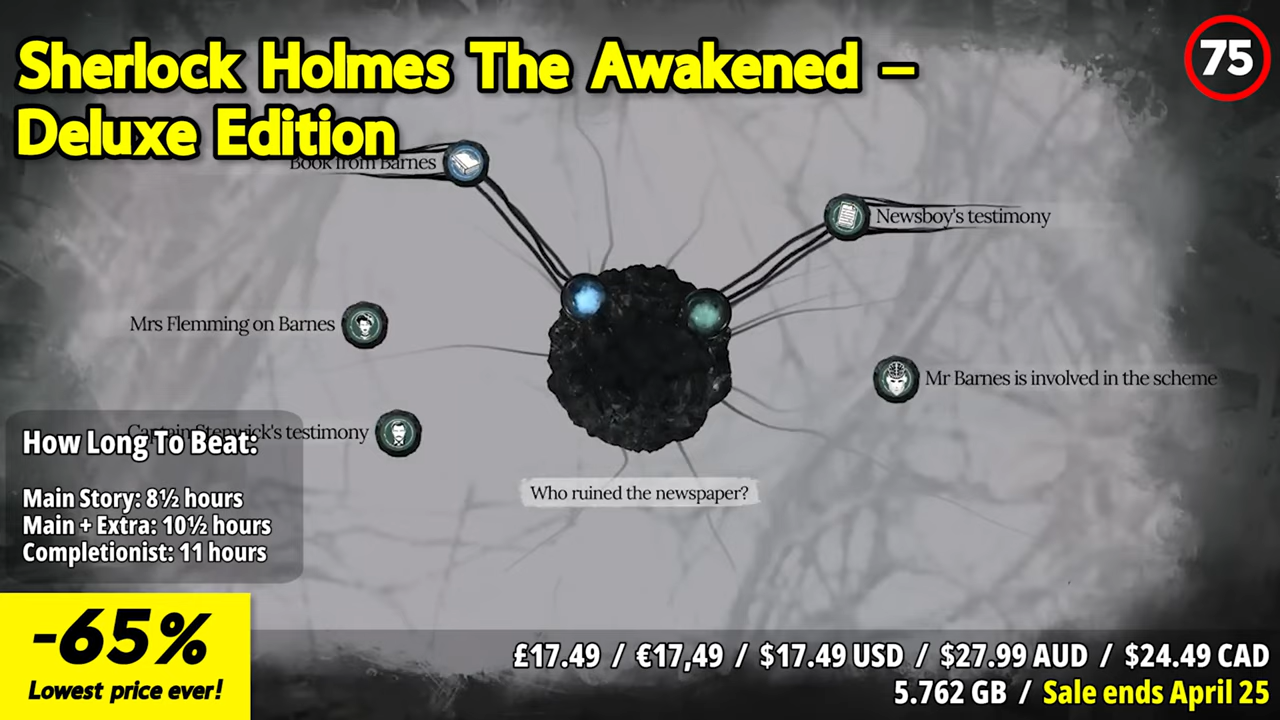 Sherlock Holmes The Awakened –
Deluxe Edition
75
Book from Barnes
Newsboy's testimony
Mrs Flemming on Barnes
Mr Barnes is involved in the scheme
Captain Stenwick's testimony
Who ruined the newspaper?
How Long To Beat:
Main Story: 8½ hours
Main + Extra: 10½ hours
Completionist: 11 hours
-65%
Lowest price ever!
£17.49 / €17,49 / $17.49 USD / $27.99 AUD / $24.49 CAD
5.762 GB / Sale ends April 25